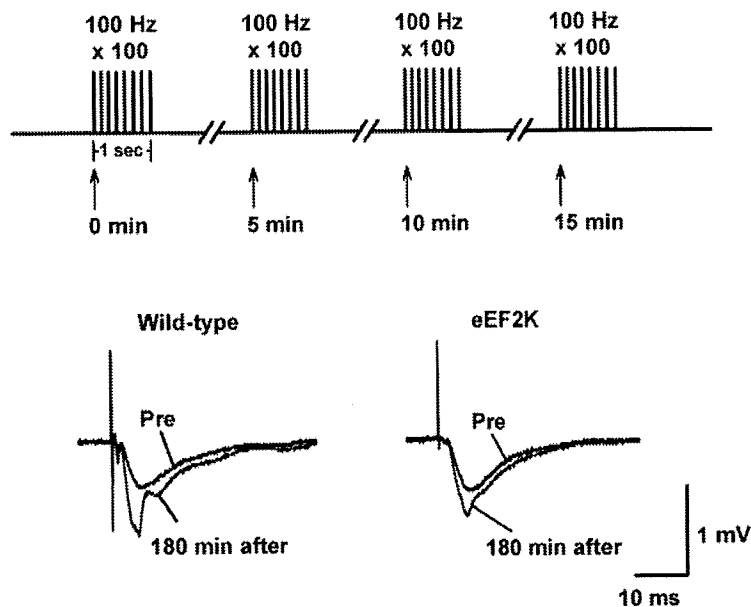 100 Hz 100 Hz 100 Hz 100 Hz
x 100 x 100 x 100 x 100
1 sec
0 min 5 min 10 min 15 min
Wild-type eEF2K
Pre Pre
180 min after 180 min after
1 mV
10 ms